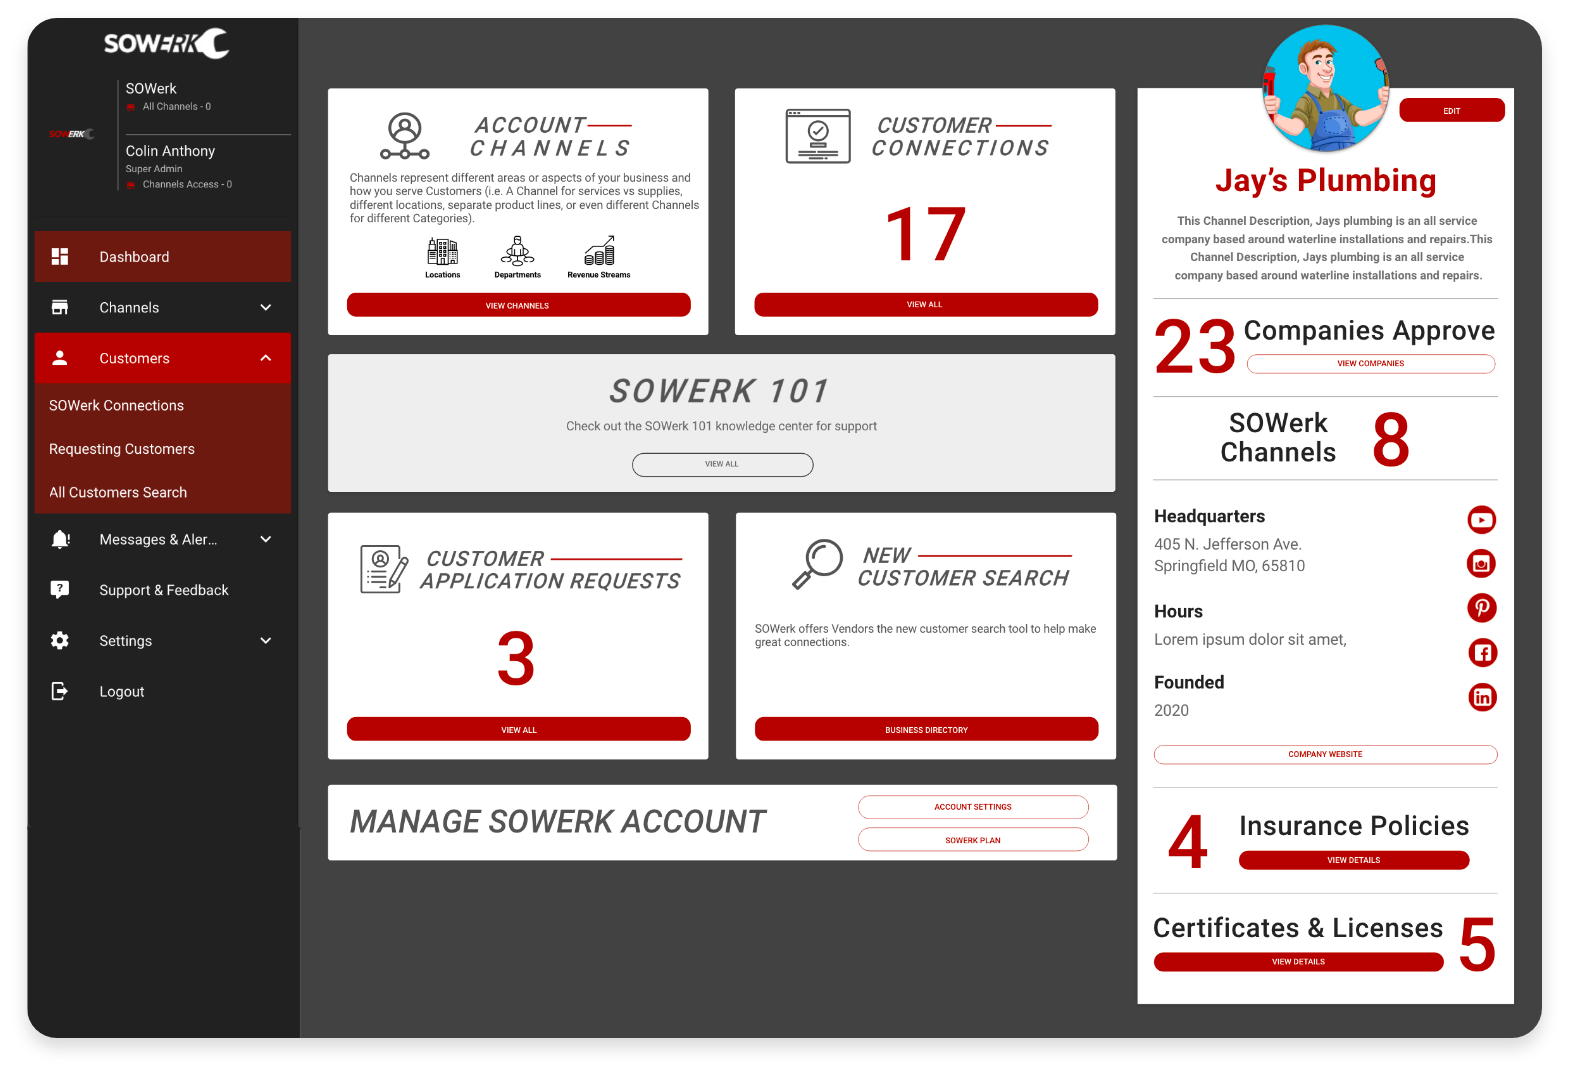 SOWERK
SOWerk
All Channels - 0
SOWERK
Colin Anthony
Super Admin
Channels Access - 0
Dashboard
Channels
Customers
SOWerk Connections
Requesting Customers
All Customers Search
Messages & Aler...
Support & Feedback
Settings
Logout
ACCOUNT
CHANNELS
Channels represent different areas or aspects of your business and
how you serve Customers (i.e. A Channel for services vs supplies,
different locations, separate product lines, or even different Channels
for different Categories).
Locations
Departments
Revenue Streams
VIEW CHANNELS
CUSTOMER
CONNECTIONS
17
VIEW ALL
SOWERK 101
Check out the SOWerk 101 knowledge center for support
VIEW ALL
CUSTOMER
APPLICATION REQUESTS
3
VIEW ALL
NEW
CUSTOMER SEARCH
SOWerk offers Vendors the new customer search tool to help make
great connections.
BUSINESS DIRECTORY
MANAGE SOWERK ACCOUNT
ACCOUNT SETTINGS
SOWERK PLAN
EDIT
Jay's Plumbing
This Channel Description, Jays plumbing is an all service
company based around waterline installations and repairs.This
Channel Description, Jays plumbing is an all service
company based around waterline installations and repairs.
23 Companies Approve
VIEW COMPANIES
SOWerk
Channels
8
Headquarters
405 N. Jefferson Ave.
Springfield MO, 65810
Hours
Lorem ipsum dolor sit amet,
Founded
2020
COMPANY WEBSITE
4 Insurance Policies
VIEW DETAILS
Certificates & Licenses 5
VIEW DETAILS